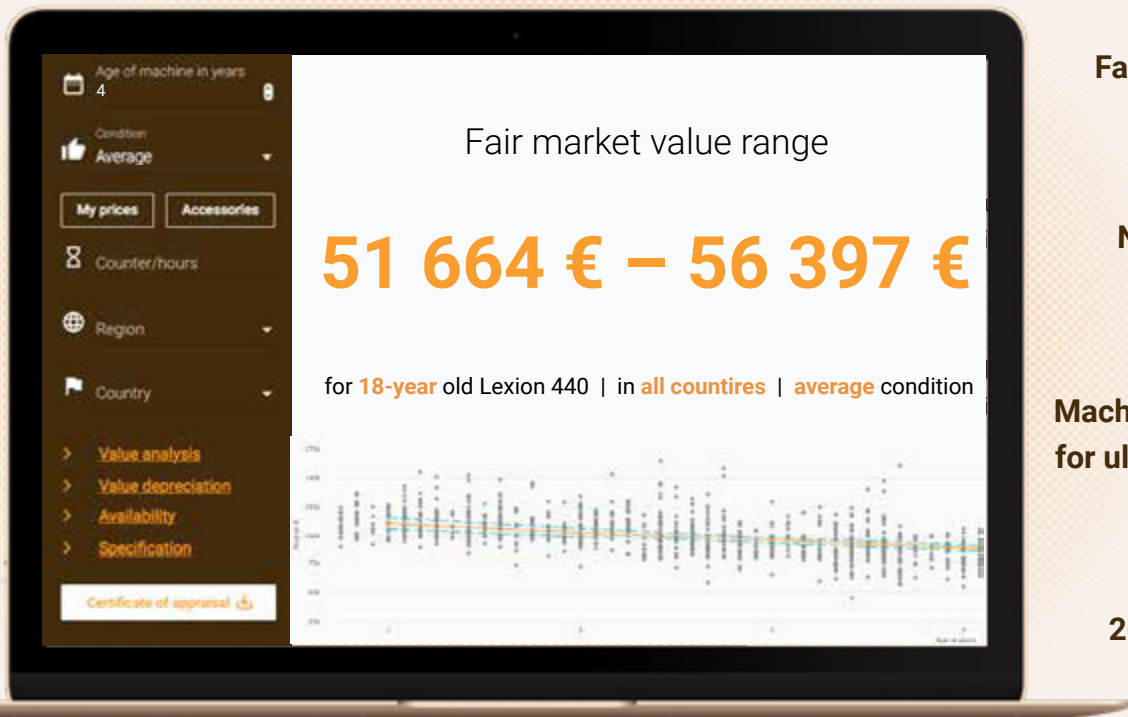 Age of machine in years
4
Condition
Average
My prices
Accessories
Counter/hours
Region
Country
> Value analysis
> Value depreciation
> Availability
> Specification
Certificate of appraisal
Fair market value range
51 664 € – 56 397 €
for 18-year old Lexion 440 | in all countires | average condition
Fa
N
Mach
for ul
2